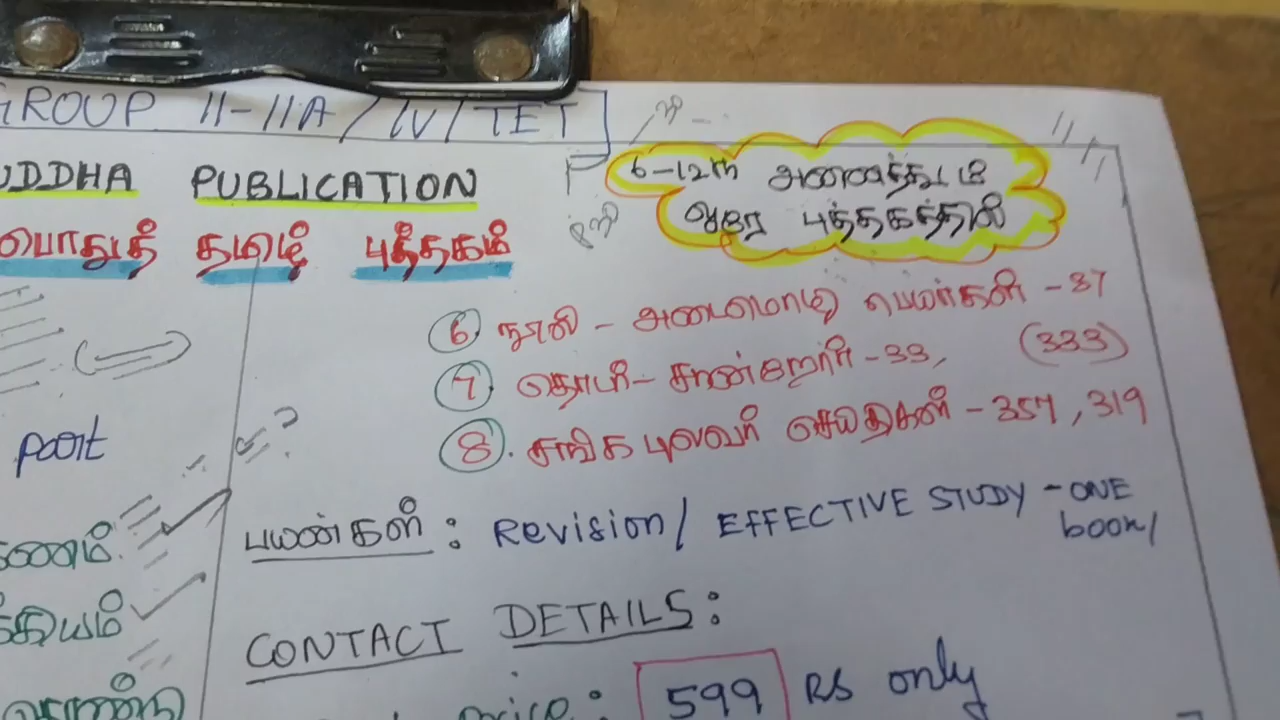 GROUP II-IIA / IV / TET
UDDHA PUBLICATION
6-12th அனைத்தும்
ஒரே புத்தகத்தில்
பொதுத் தமிழ் புத்தகம்
6 நூல் - அடைமொழி பெயர்கள் - 37
7 தொடர் - சான்றோர் - 33, (333)
8. சங்க புலவர் செய்திகள் - 357, 319
part
பயன்கள் : Revision / EFFECTIVE STUDY - ONE
book/
CONTACT DETAILS :
price : 599 RS only